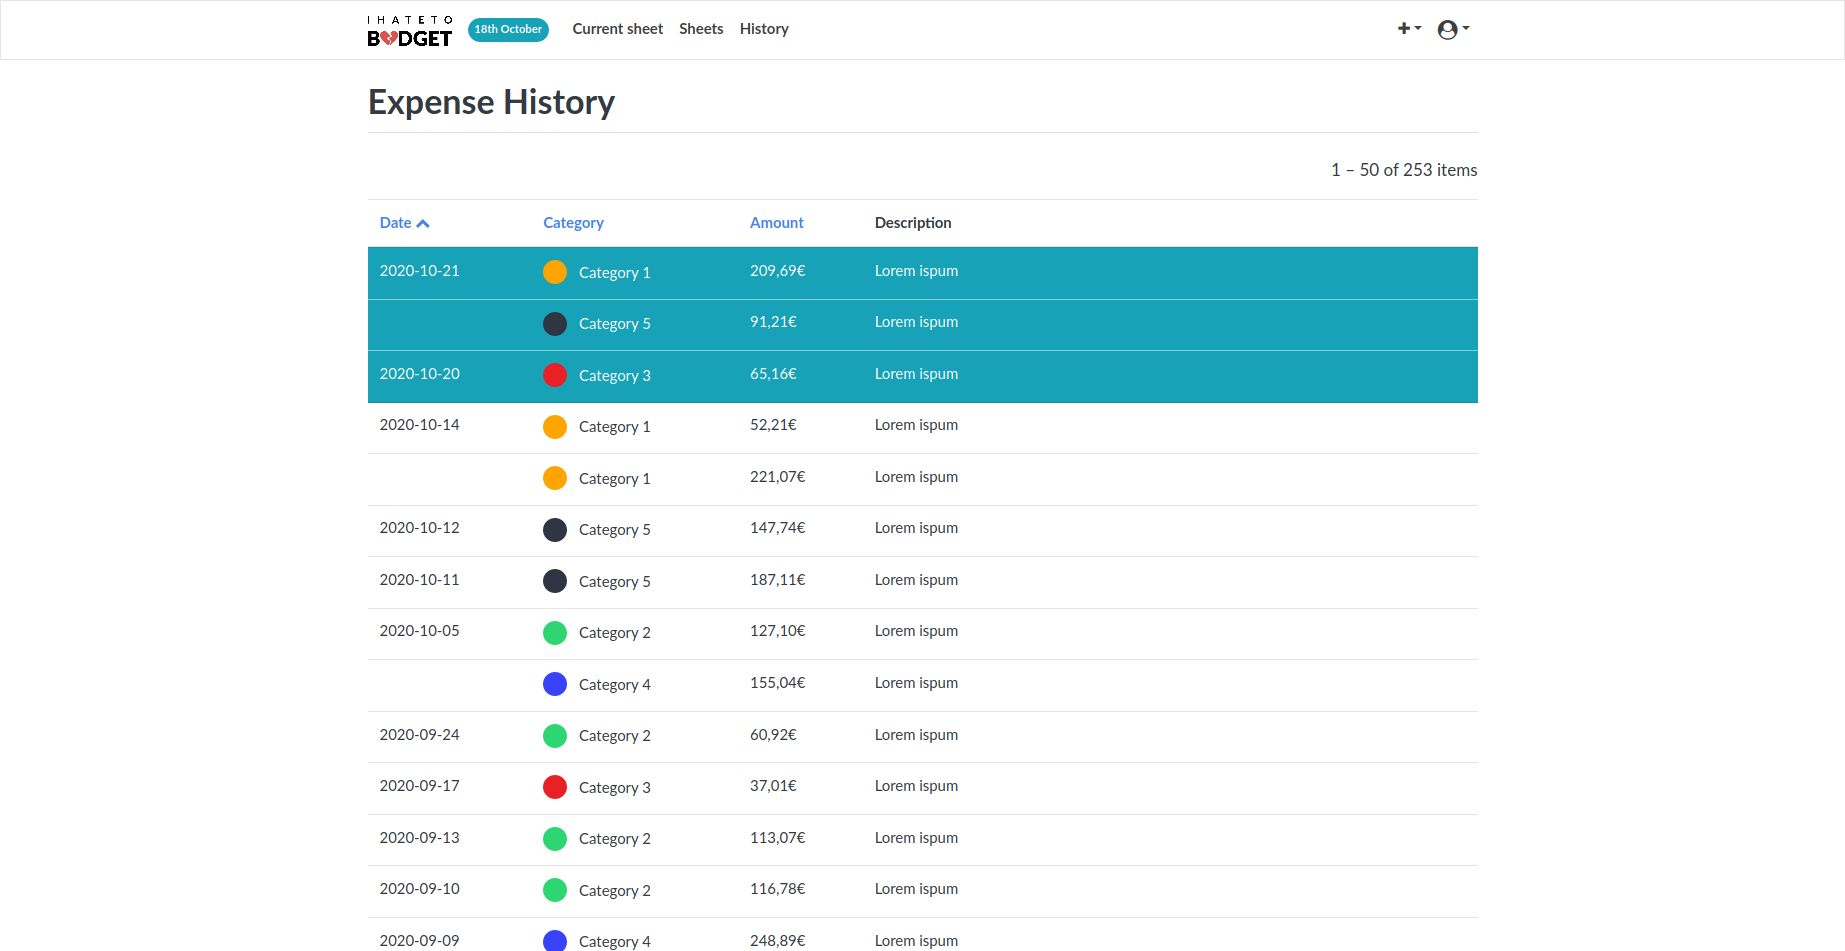 IHATETO
BUDGET
18th October
Current sheet
Sheets
History
Expense History
1 – 50 of 253 items
Date Category Amount Description
2020-10-21 Category 1 209,69€ Lorem ispum
Category 5 91,21€ Lorem ispum
2020-10-20 Category 3 65,16€ Lorem ispum
2020-10-14 Category 1 52,21€ Lorem ispum
Category 1 221,07€ Lorem ispum
2020-10-12 Category 5 147,74€ Lorem ispum
2020-10-11 Category 5 187,11€ Lorem ispum
2020-10-05 Category 2 127,10€ Lorem ispum
Category 4 155,04€ Lorem ispum
2020-09-24 Category 2 60,92€ Lorem ispum
2020-09-17 Category 3 37,01€ Lorem ispum
2020-09-13 Category 2 113,07€ Lorem ispum
2020-09-10 Category 2 116,78€ Lorem ispum
2020-09-09 Category 4 248,89€ Lorem ispum